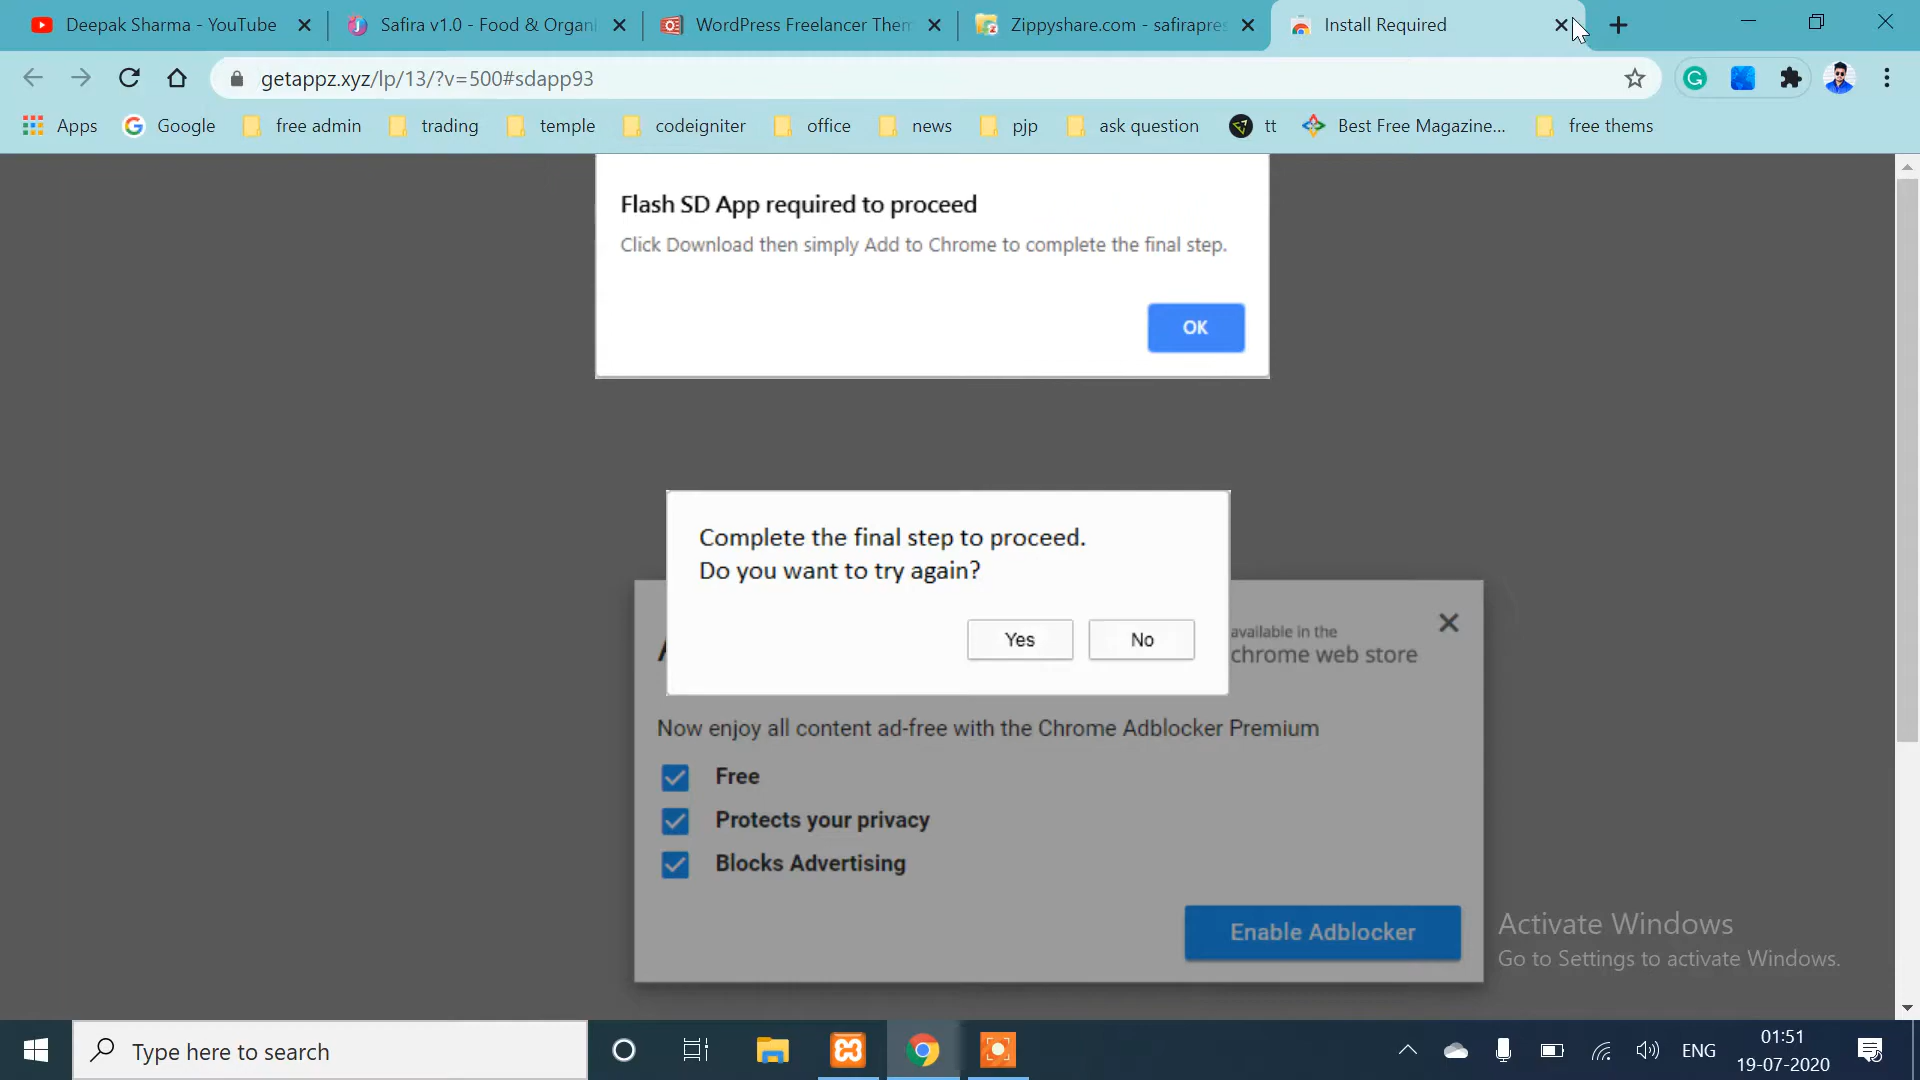 Deepak Sharma - YouTube
Safira v1.0 - Food & Organi
WordPress Freelancer Them
Zippyshare.com - safirapres
Install Required
getappz.xyz/lp/13/?v=500#sdapp93
Apps
Google
free admin
trading
temple
codeigniter
office
news
pjp
ask question
tt
Best Free Magazine...
free thems
Flash SD App required to proceed
Click Download then simply Add to Chrome to complete the final step.
OK
Complete the final step to proceed.
Do you want to try again?
Yes
No
available in the
chrome web store
Now enjoy all content ad-free with the Chrome Adblocker Premium
Free
Protects your privacy
Blocks Advertising
Enable Adblocker
Activate Windows
Go to Settings to activate Windows.
Type here to search
ENG
01:51
19-07-2020